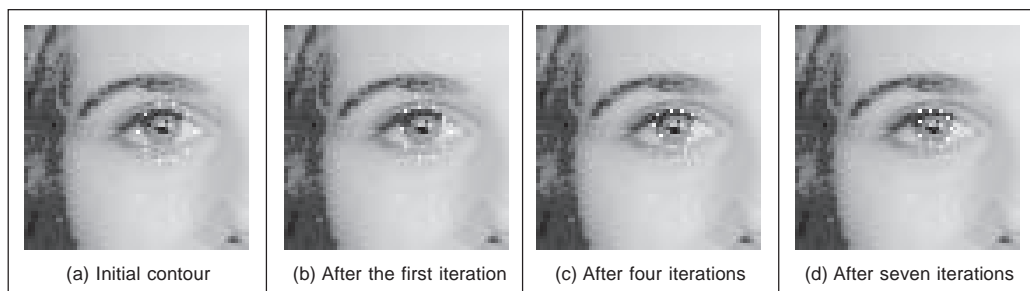 (a) Initial contour
(b) After the first iteration
(c) After four iterations
(d) After seven iterations